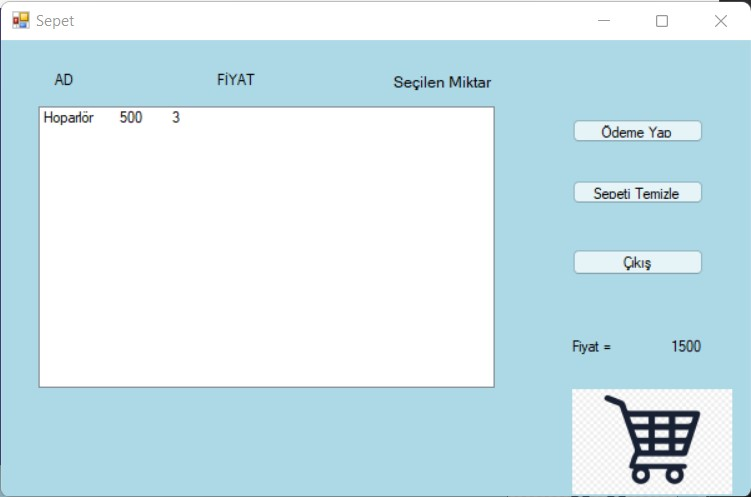 Sepet
AD FİYAT Seçilen Miktar
Hoparlör 500 3
Ödeme Yap
Sepeti Temizle
Çıkış
Fiyat = 1500